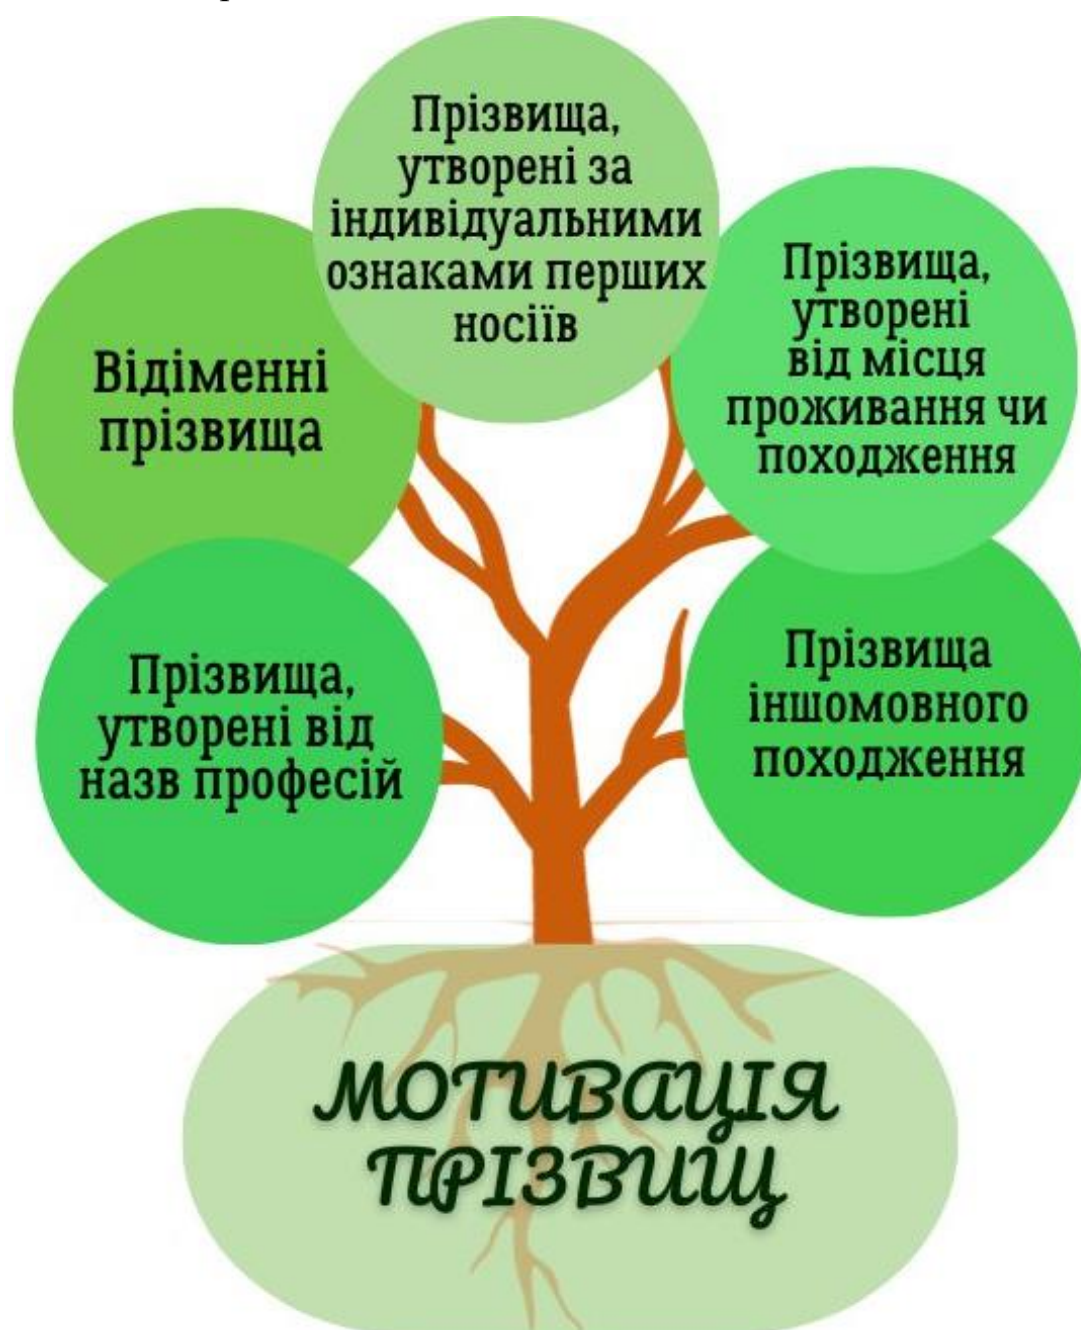 Прізвища,
утворені за
індивідуальними
ознаками перших
носіїв
Відіменні
прізвища
Прізвища,
утворені
від місця
проживання чи
походження
Прізвища,
утворені від
назв професій
Прізвища
іншомовного
походження
МОТИВАЦІЯ
ПРІЗВИЩ